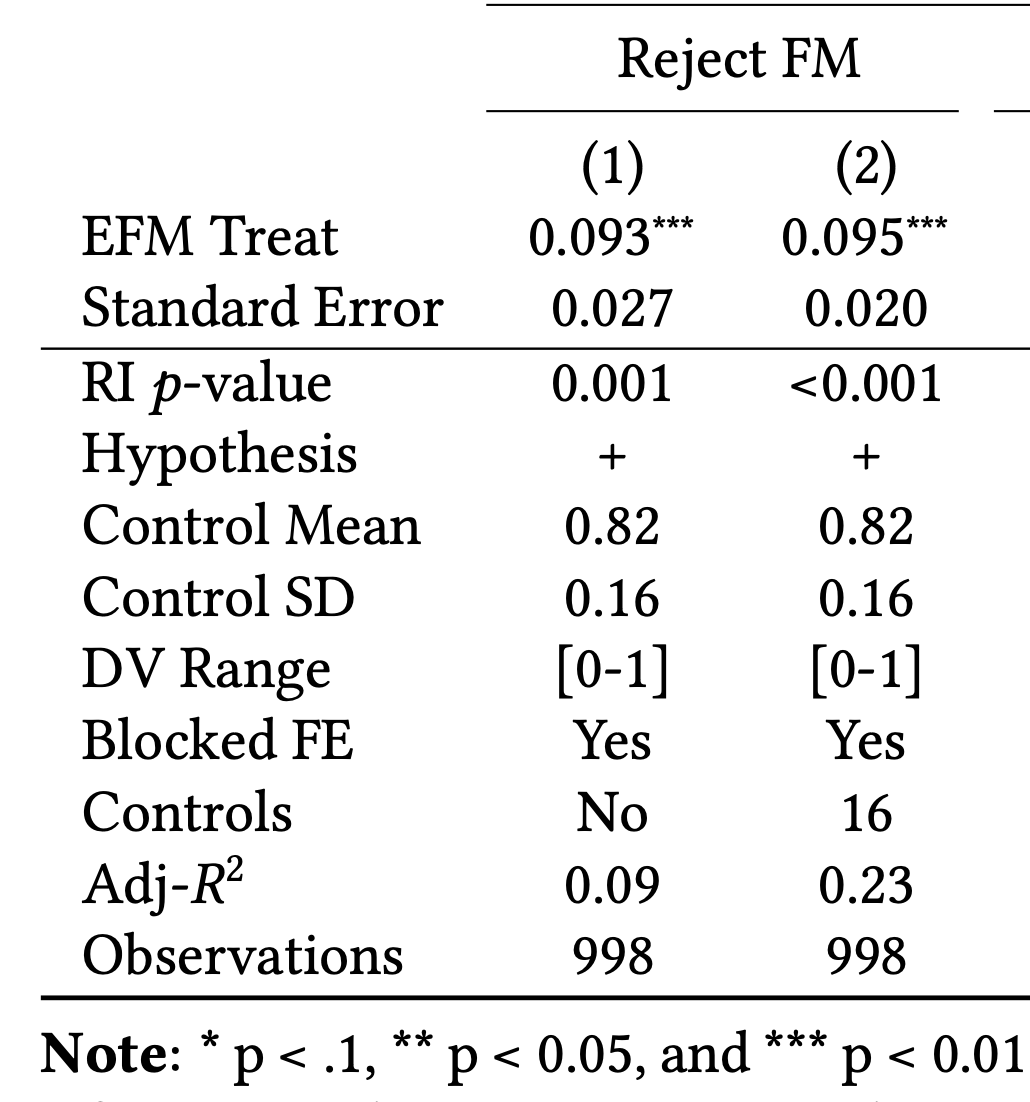 Reject FM
(1) (2)
EFM Treat 0.093*** 0.095***
Standard Error 0.027 0.020
RI p-value 0.001 <0.001
Hypothesis + +
Control Mean 0.82 0.82
Control SD 0.16 0.16
DV Range [0-1] [0-1]
Blocked FE Yes Yes
Controls No 16
Adj-R² 0.09 0.23
Observations 998 998
Note: * p < .1, ** p < 0.05, and *** p < 0.01